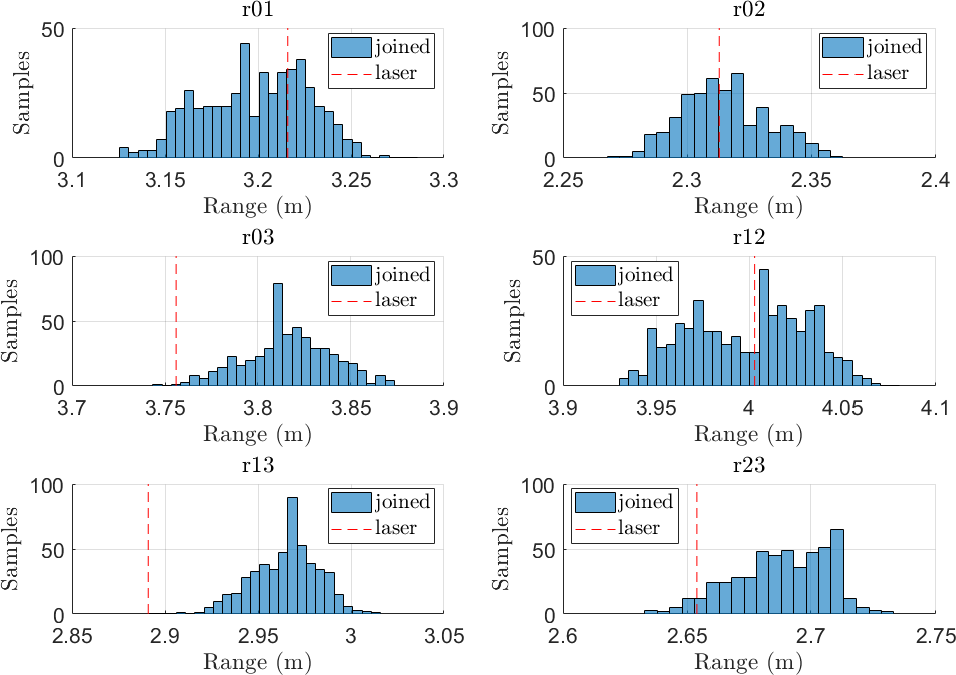 r01
50
0
Samples
3.1 3.15 3.2 3.25 3.3
Range (m)
joined
laser
r02
100
50
0
Samples
2.25 2.3 2.35 2.4
Range (m)
joined
laser
r03
100
50
0
Samples
3.7 3.75 3.8 3.85 3.9
Range (m)
joined
laser
r12
50
0
Samples
3.9 3.95 4 4.05 4.1
Range (m)
joined
laser
r13
100
50
0
Samples
2.85 2.9 2.95 3 3.05
Range (m)
joined
laser
r23
100
50
0
Samples
2.6 2.65 2.7 2.75
Range (m)
joined
laser